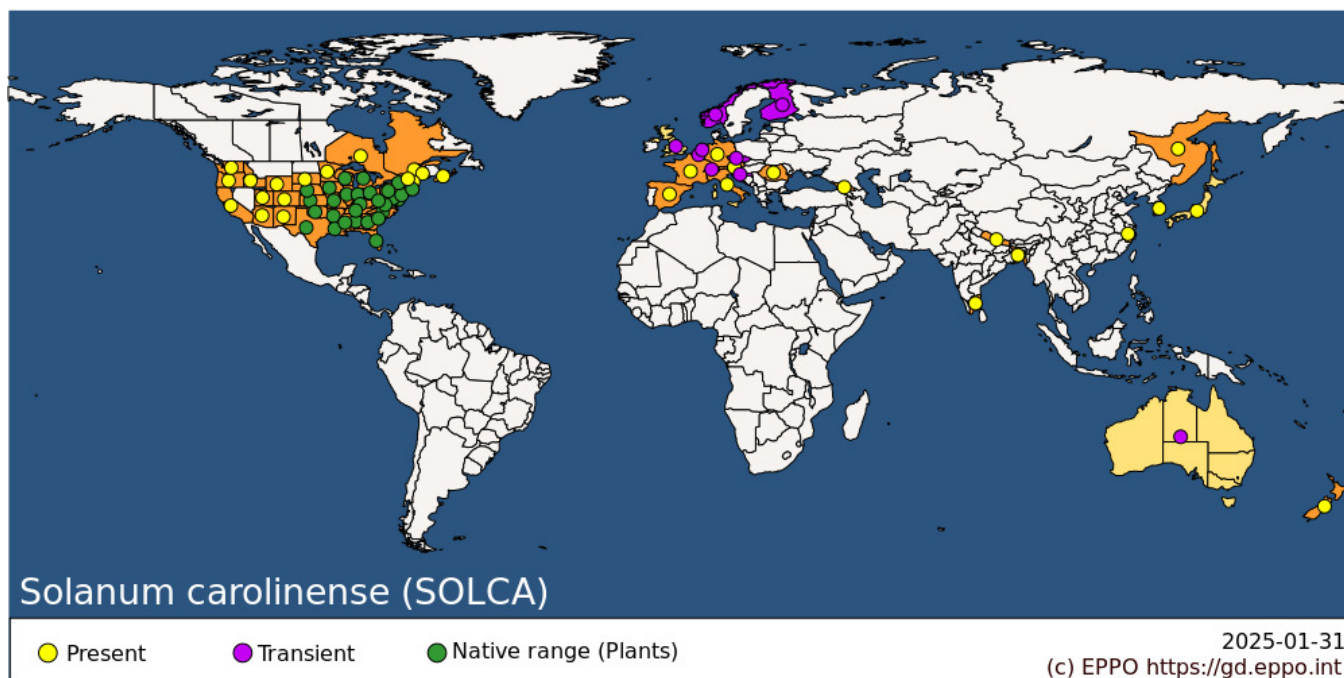 Solanum carolinense (SOLCA)
Present
Transient
Native range (Plants)
2025-01-31
(c) EPPO https://gd.eppo.int